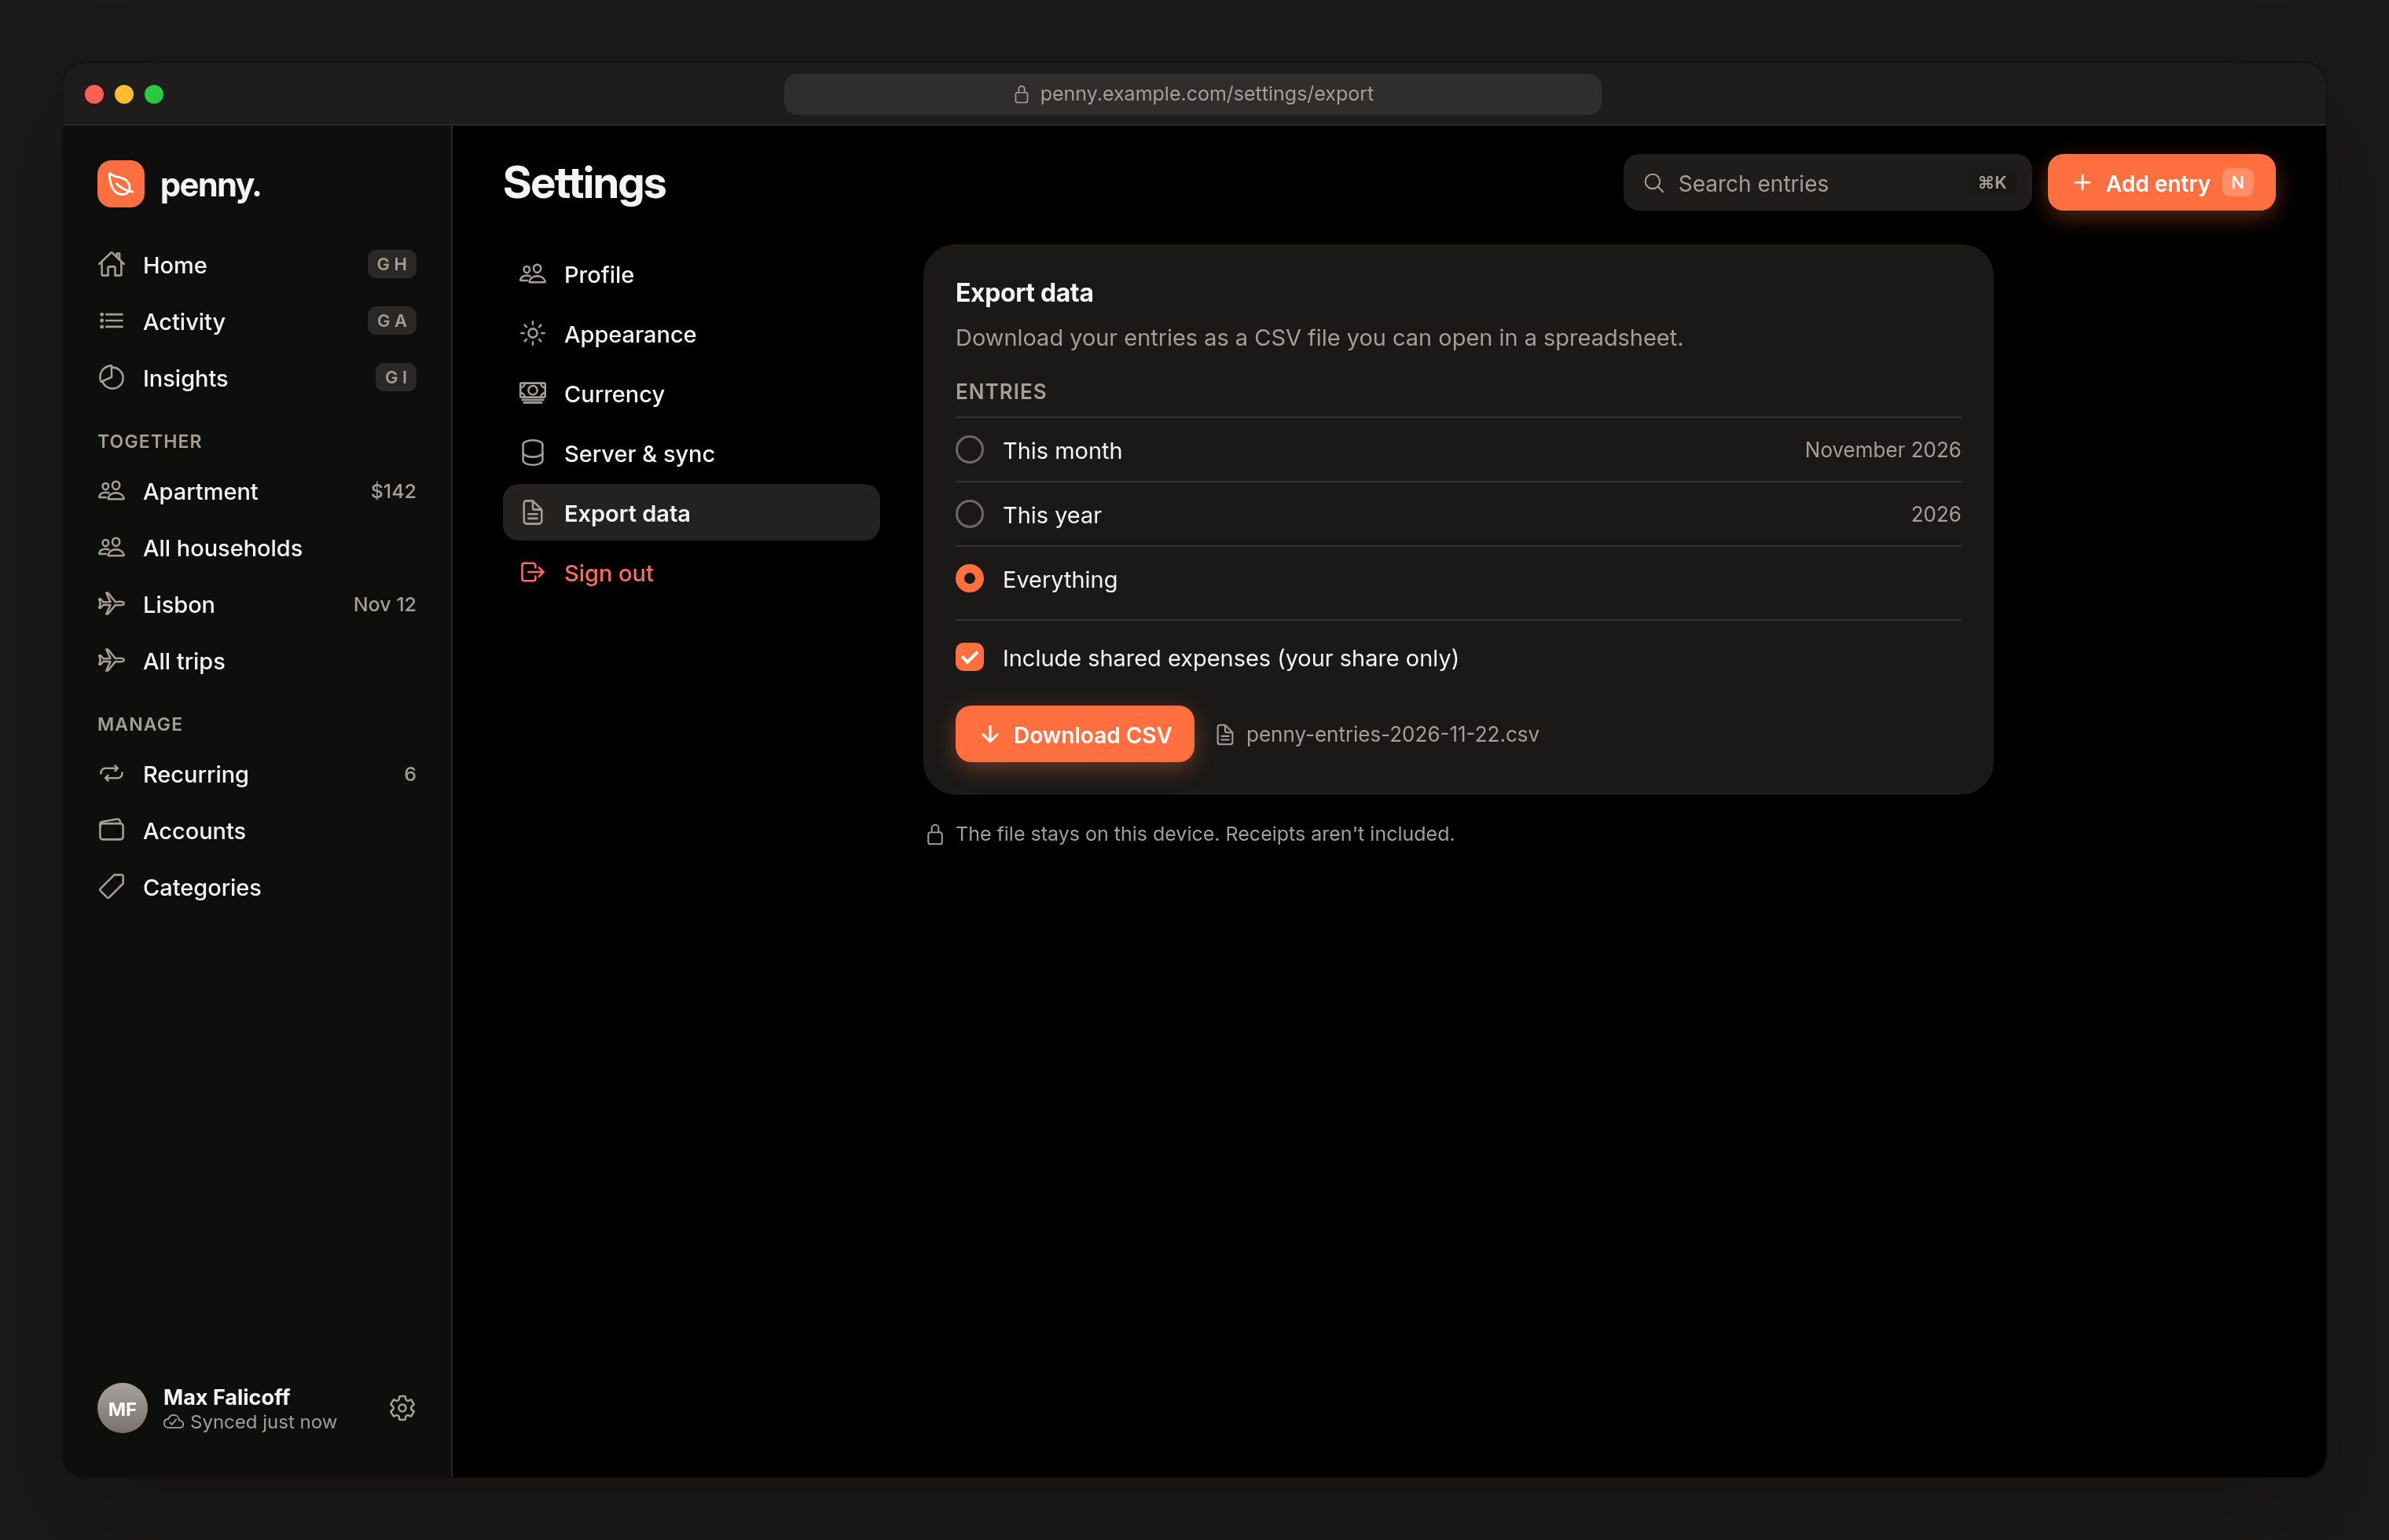 penny.example.com/settings/export
penny.
Home G H
Activity G A
Insights G I
TOGETHER
Apartment $142
All households
Lisbon Nov 12
All trips
MANAGE
Recurring 6
Accounts
Categories
MF Max Falicoff
Synced just now
Settings
Search entries ⌘K
Add entry N
Profile
Appearance
Currency
Server & sync
Export data
Sign out
Export data
Download your entries as a CSV file you can open in a spreadsheet.
ENTRIES
This month November 2026
This year 2026
Everything
Include shared expenses (your share only)
Download CSV penny-entries-2026-11-22.csv
The file stays on this device. Receipts aren't included.